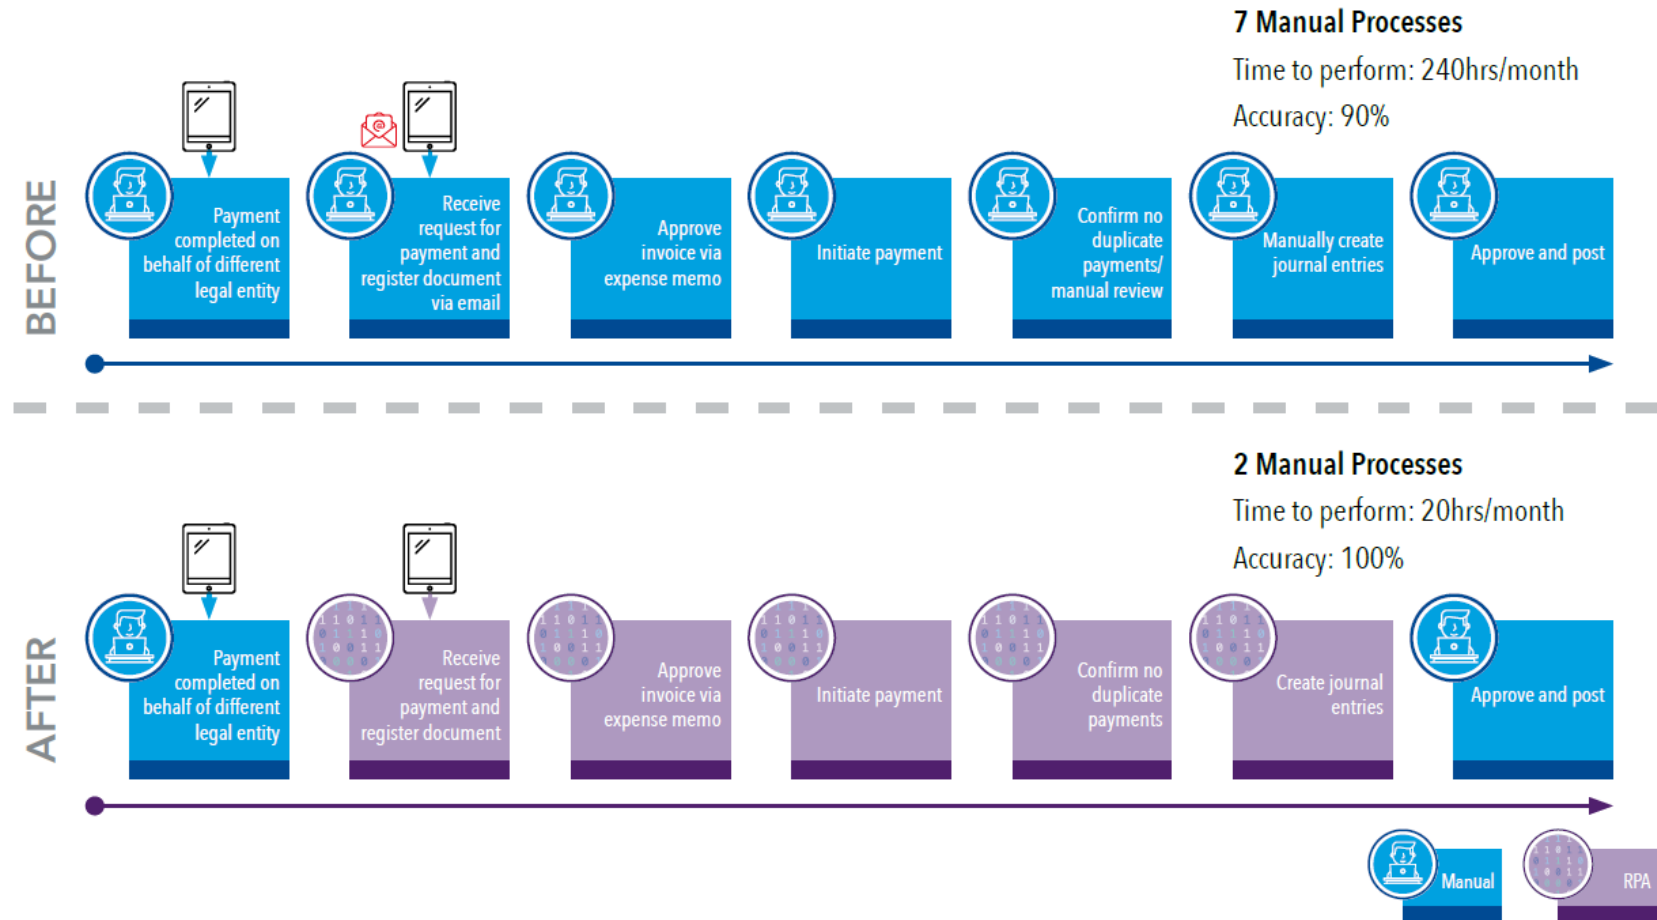 7 Manual Processes
Time to perform: 240hrs/month
Accuracy: 90%
BEFORE
Payment
completed on
behalf of different
legal entity
Receive
request for
payment and
register document
via email
Approve
invoice via
expense memo
Initiate payment
Confirm no
duplicate
payments/
manual review
Manually create
journal entries
Approve and post
2 Manual Processes
Time to perform: 20hrs/month
Accuracy: 100%
AFTER
Payment
completed on
behalf of different
legal entity
Receive
request for
payment and
register document
Approve
invoice via
expense memo
Initiate payment
Confirm no
duplicate
payments
Create journal
entries
Approve and post
Manual
RPA